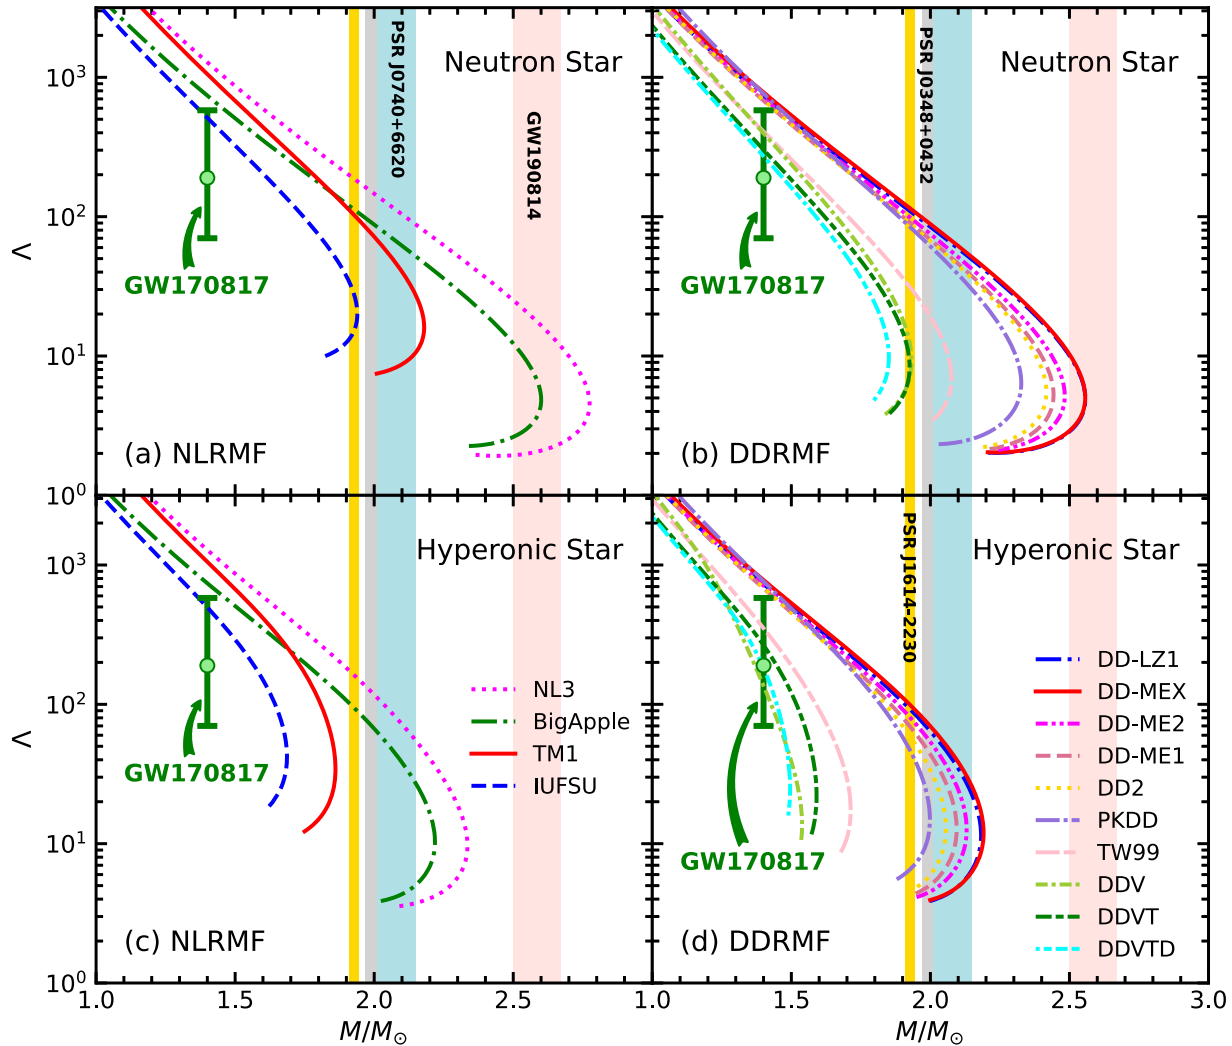 Neutron Star
PSR J0740+6620
GW190814
GW170817
(a) NLRMF
Neutron Star
PSR J0348+0432
GW170817
(b) DDRMF
Hyperonic Star
GW170817
NL3
BigApple
TM1
IUFSU
(c) NLRMF
Hyperonic Star
PSR J1614-2230
GW170817
DD-LZ1
DD-MEX
DD-ME2
DD-ME1
DD2
PKDD
TW99
DDV
DDVT
DDVTD
(d) DDRMF
Λ
10³
10²
10¹
10⁰
Λ
10³
10²
10¹
10⁰
1.0 1.5 2.0 2.5 1.0 1.5 2.0 2.5 3.0
M/M☉ M/M☉